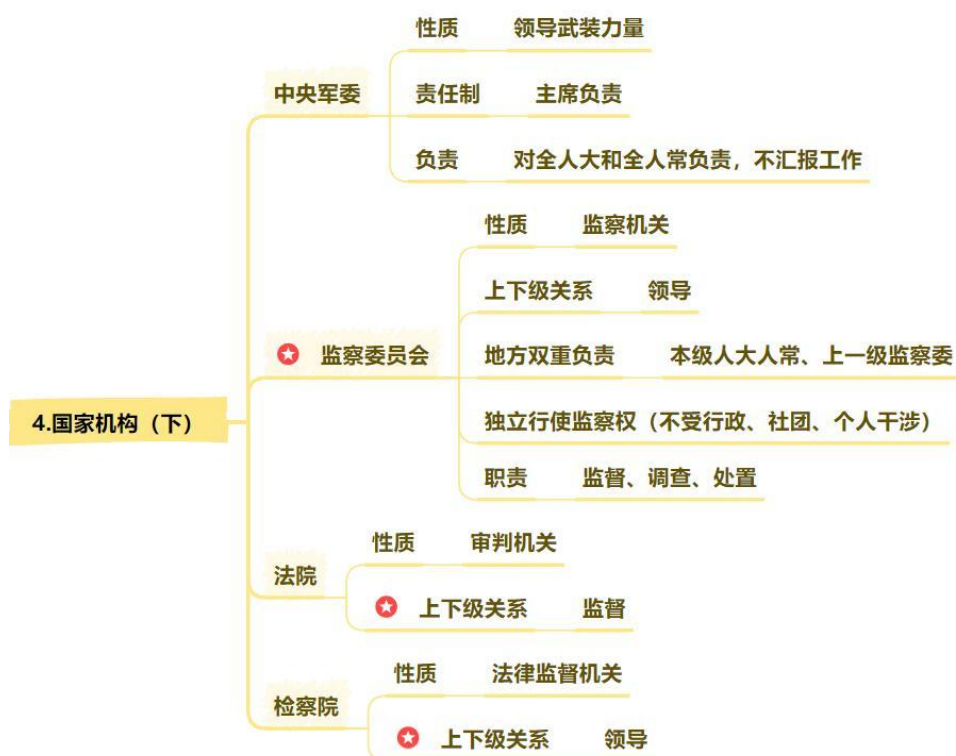 4.国家机构（下）
中央军委
性质 领导武装力量
责任制 主席负责
负责 对全人大和全人常负责，不汇报工作
监察委员会
性质 监察机关
上下级关系 领导
地方双重负责 本级人大人常、上一级监察委
独立行使监察权（不受行政、社团、个人干涉）
职责 监督、调查、处置
法院
性质 审判机关
上下级关系 监督
检察院
性质 法律监督机关
上下级关系 领导